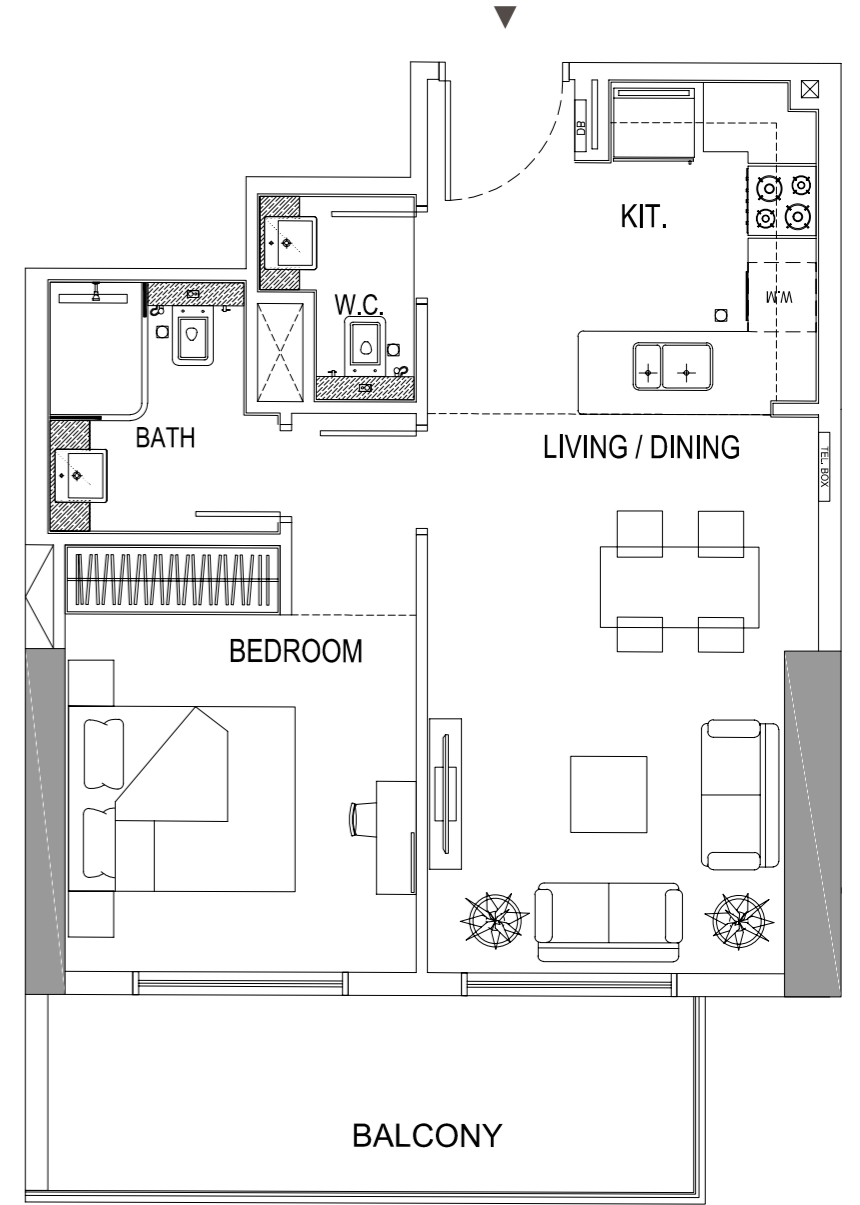 DB
KIT.
W.M
W.C.
BATH
LIVING / DINING
TEL. BOX
BEDROOM
BALCONY